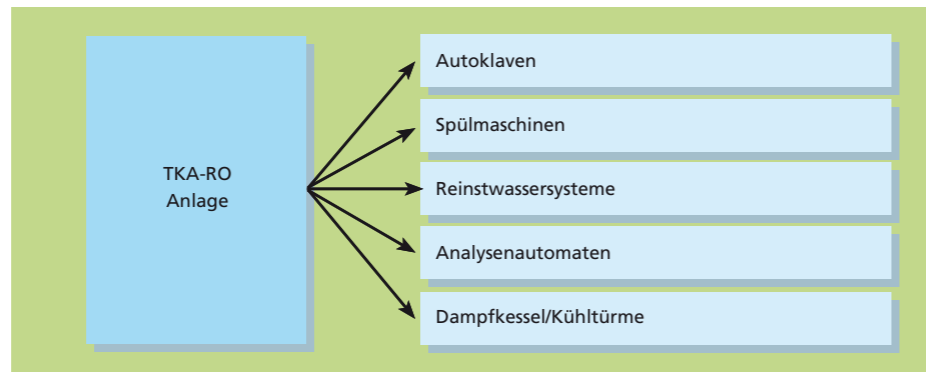 TKA-RO
Anlage
Autoklaven
Spülmaschinen
Reinstwassersysteme
Analysenautomaten
Dampfkessel/Kühltürme